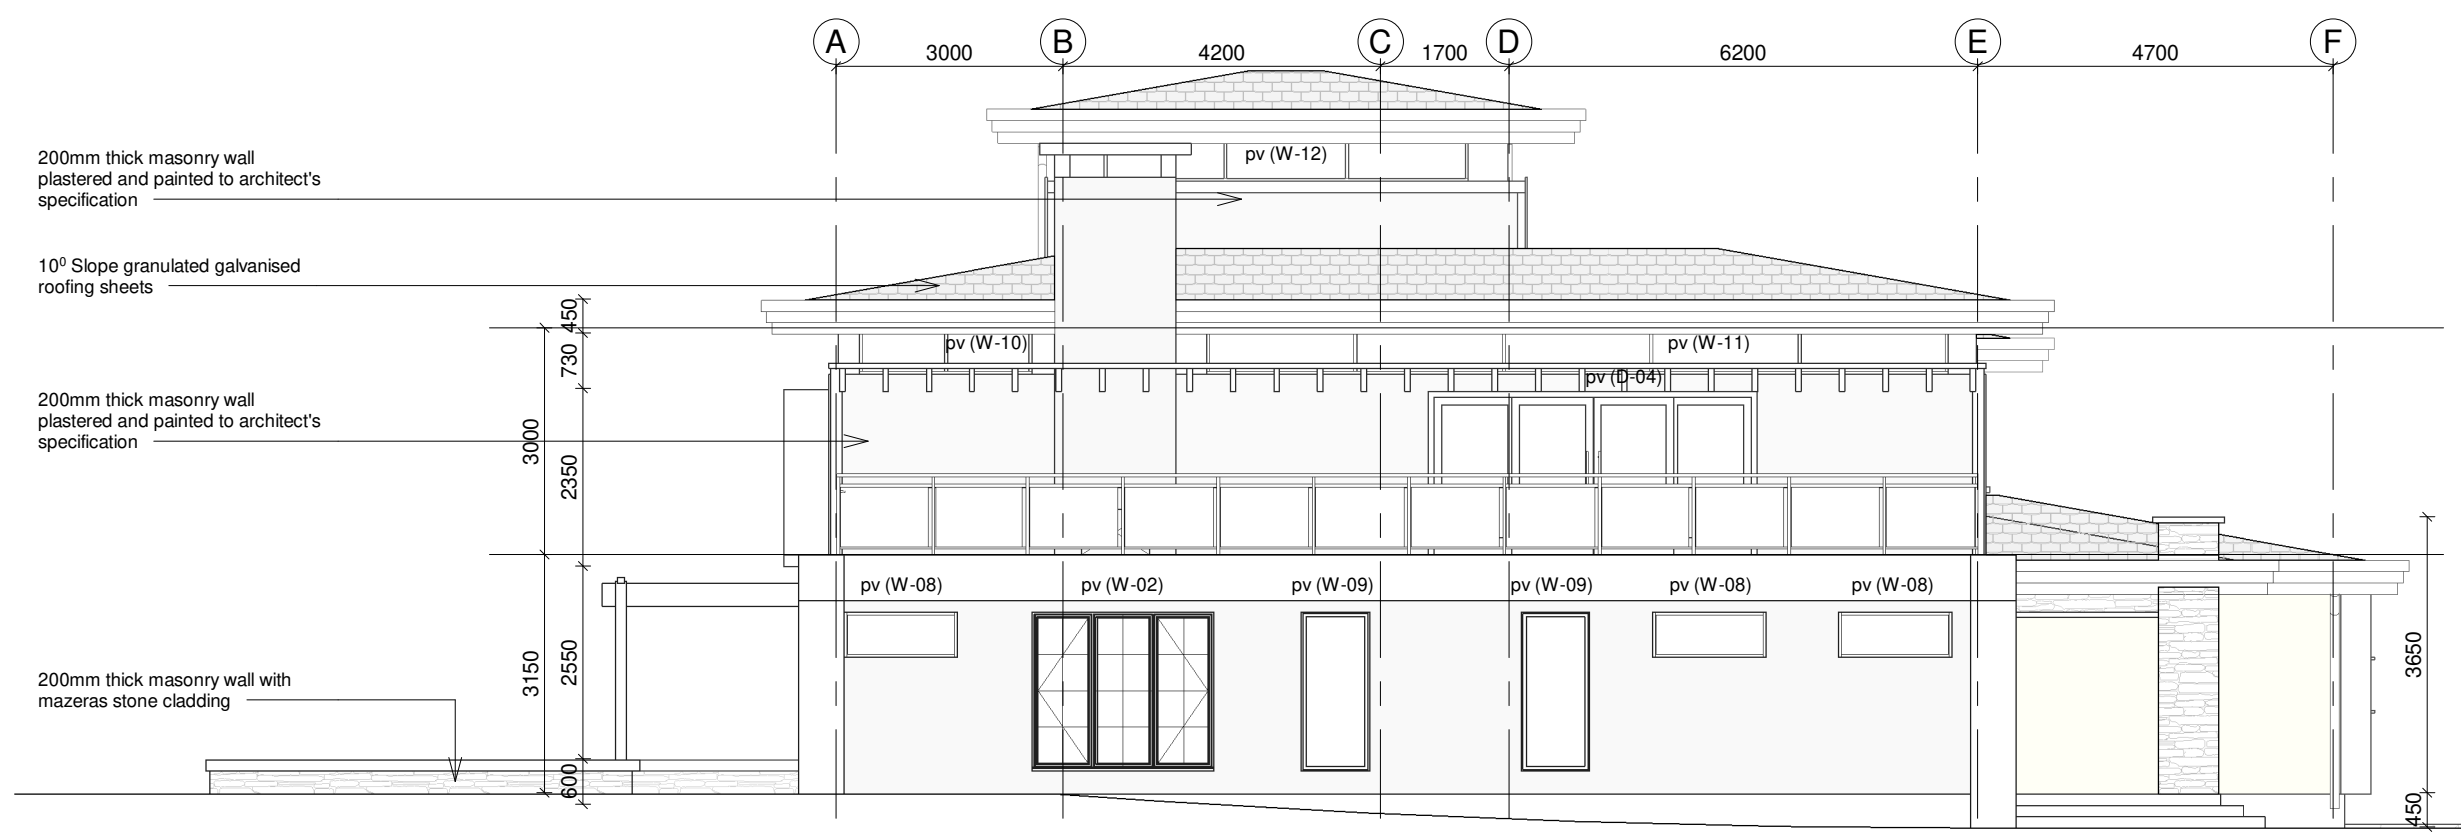 A B C D E F
3000 4200 1700 6200 4700
200mm thick masonry wall
plastered and painted to architect's
specification
pv (W-12)
10⁰ Slope granulated galvanised
roofing sheets
450
pv (W-10) pv (W-11)
730
pv (D-04)
200mm thick masonry wall
plastered and painted to architect's
specification
3000
2350
pv (W-08) pv (W-02) pv (W-09) pv (W-09) pv (W-08) pv (W-08)
3150
2550
3650
200mm thick masonry wall with
mazeras stone cladding
600
450